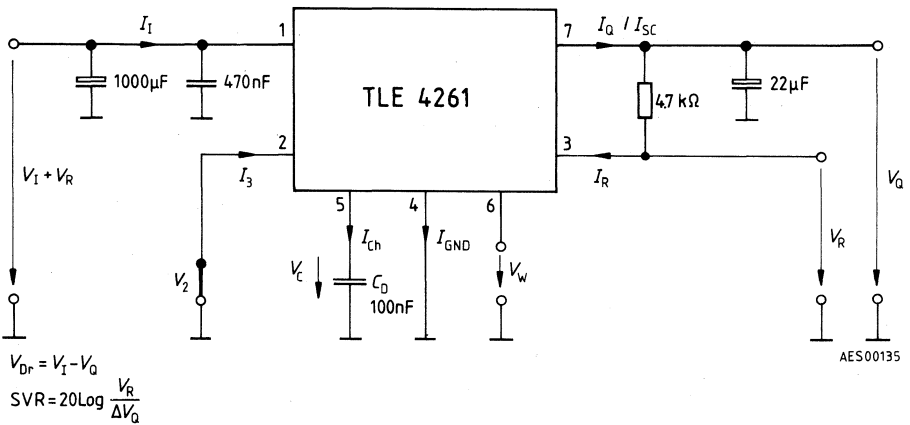 I_I
1
7
I_Q / I_SC
1000µF
470nF
TLE 4261
4.7 kΩ
22µF
2
3
I_3
I_R
V_I + V_R
V_Q
5
4
6
I_Ch
I_GND
V_R
V_2
V_C
C_D
V_W
100nF
AES00135
V_Dr = V_I – V_Q
SVR = 20Log V_R / ΔV_Q